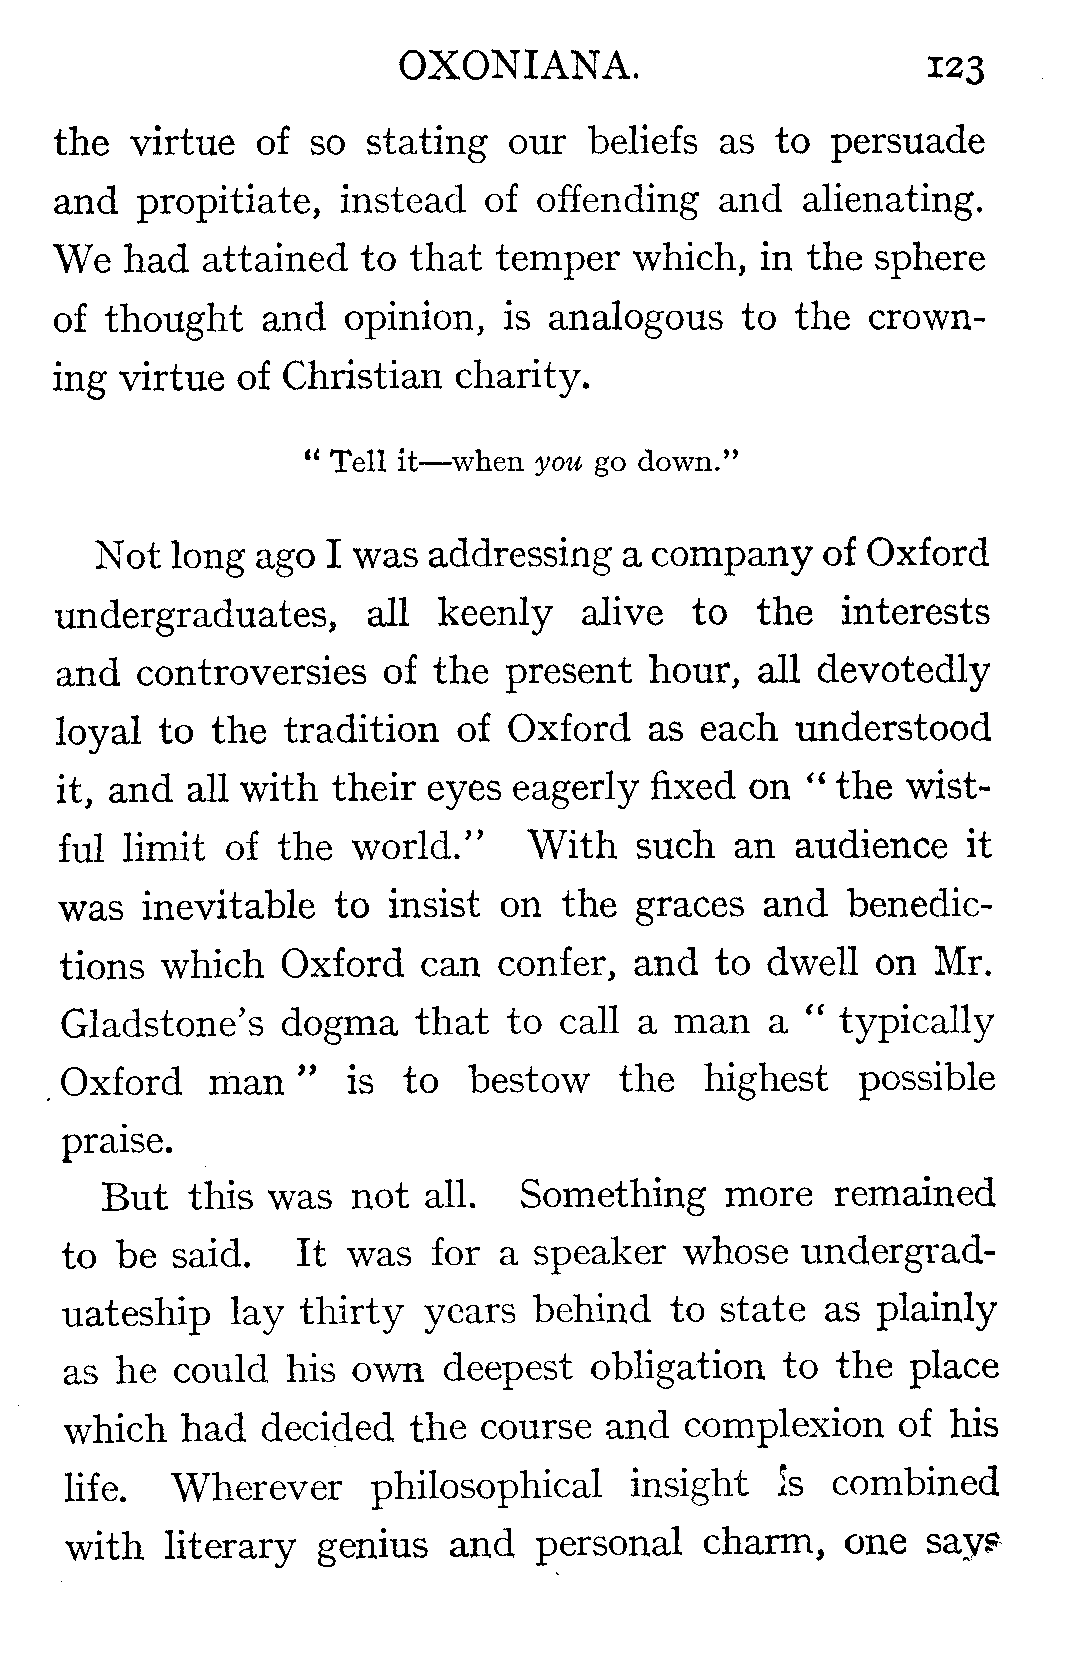 OXONIANA. 123
the virtue of so stating our beliefs as to persuade
and propitiate, instead of offending and alienating.
We had attained to that temper which, in the sphere
of thought and opinion, is analogous to the crown-
ing virtue of Christian charity.
“ Tell it—when you go down.”
Not long ago I was addressing a company of Oxford
undergraduates, all keenly alive to the interests
and controversies of the present hour, all devotedly
loyal to the tradition of Oxford as each understood
it, and all with their eyes eagerly fixed on “ the wist-
ful limit of the world.” With such an audience it
was inevitable to insist on the graces and benedic-
tions which Oxford can confer, and to dwell on Mr.
Gladstone’s dogma that to call a man a “ typically
Oxford man ” is to bestow the highest possible
praise.
But this was not all. Something more remained
to be said. It was for a speaker whose undergrad-
uateship lay thirty years behind to state as plainly
as he could his own deepest obligation to the place
which had decided the course and complexion of his
life. Wherever philosophical insight is combined
with literary genius and personal charm, one says